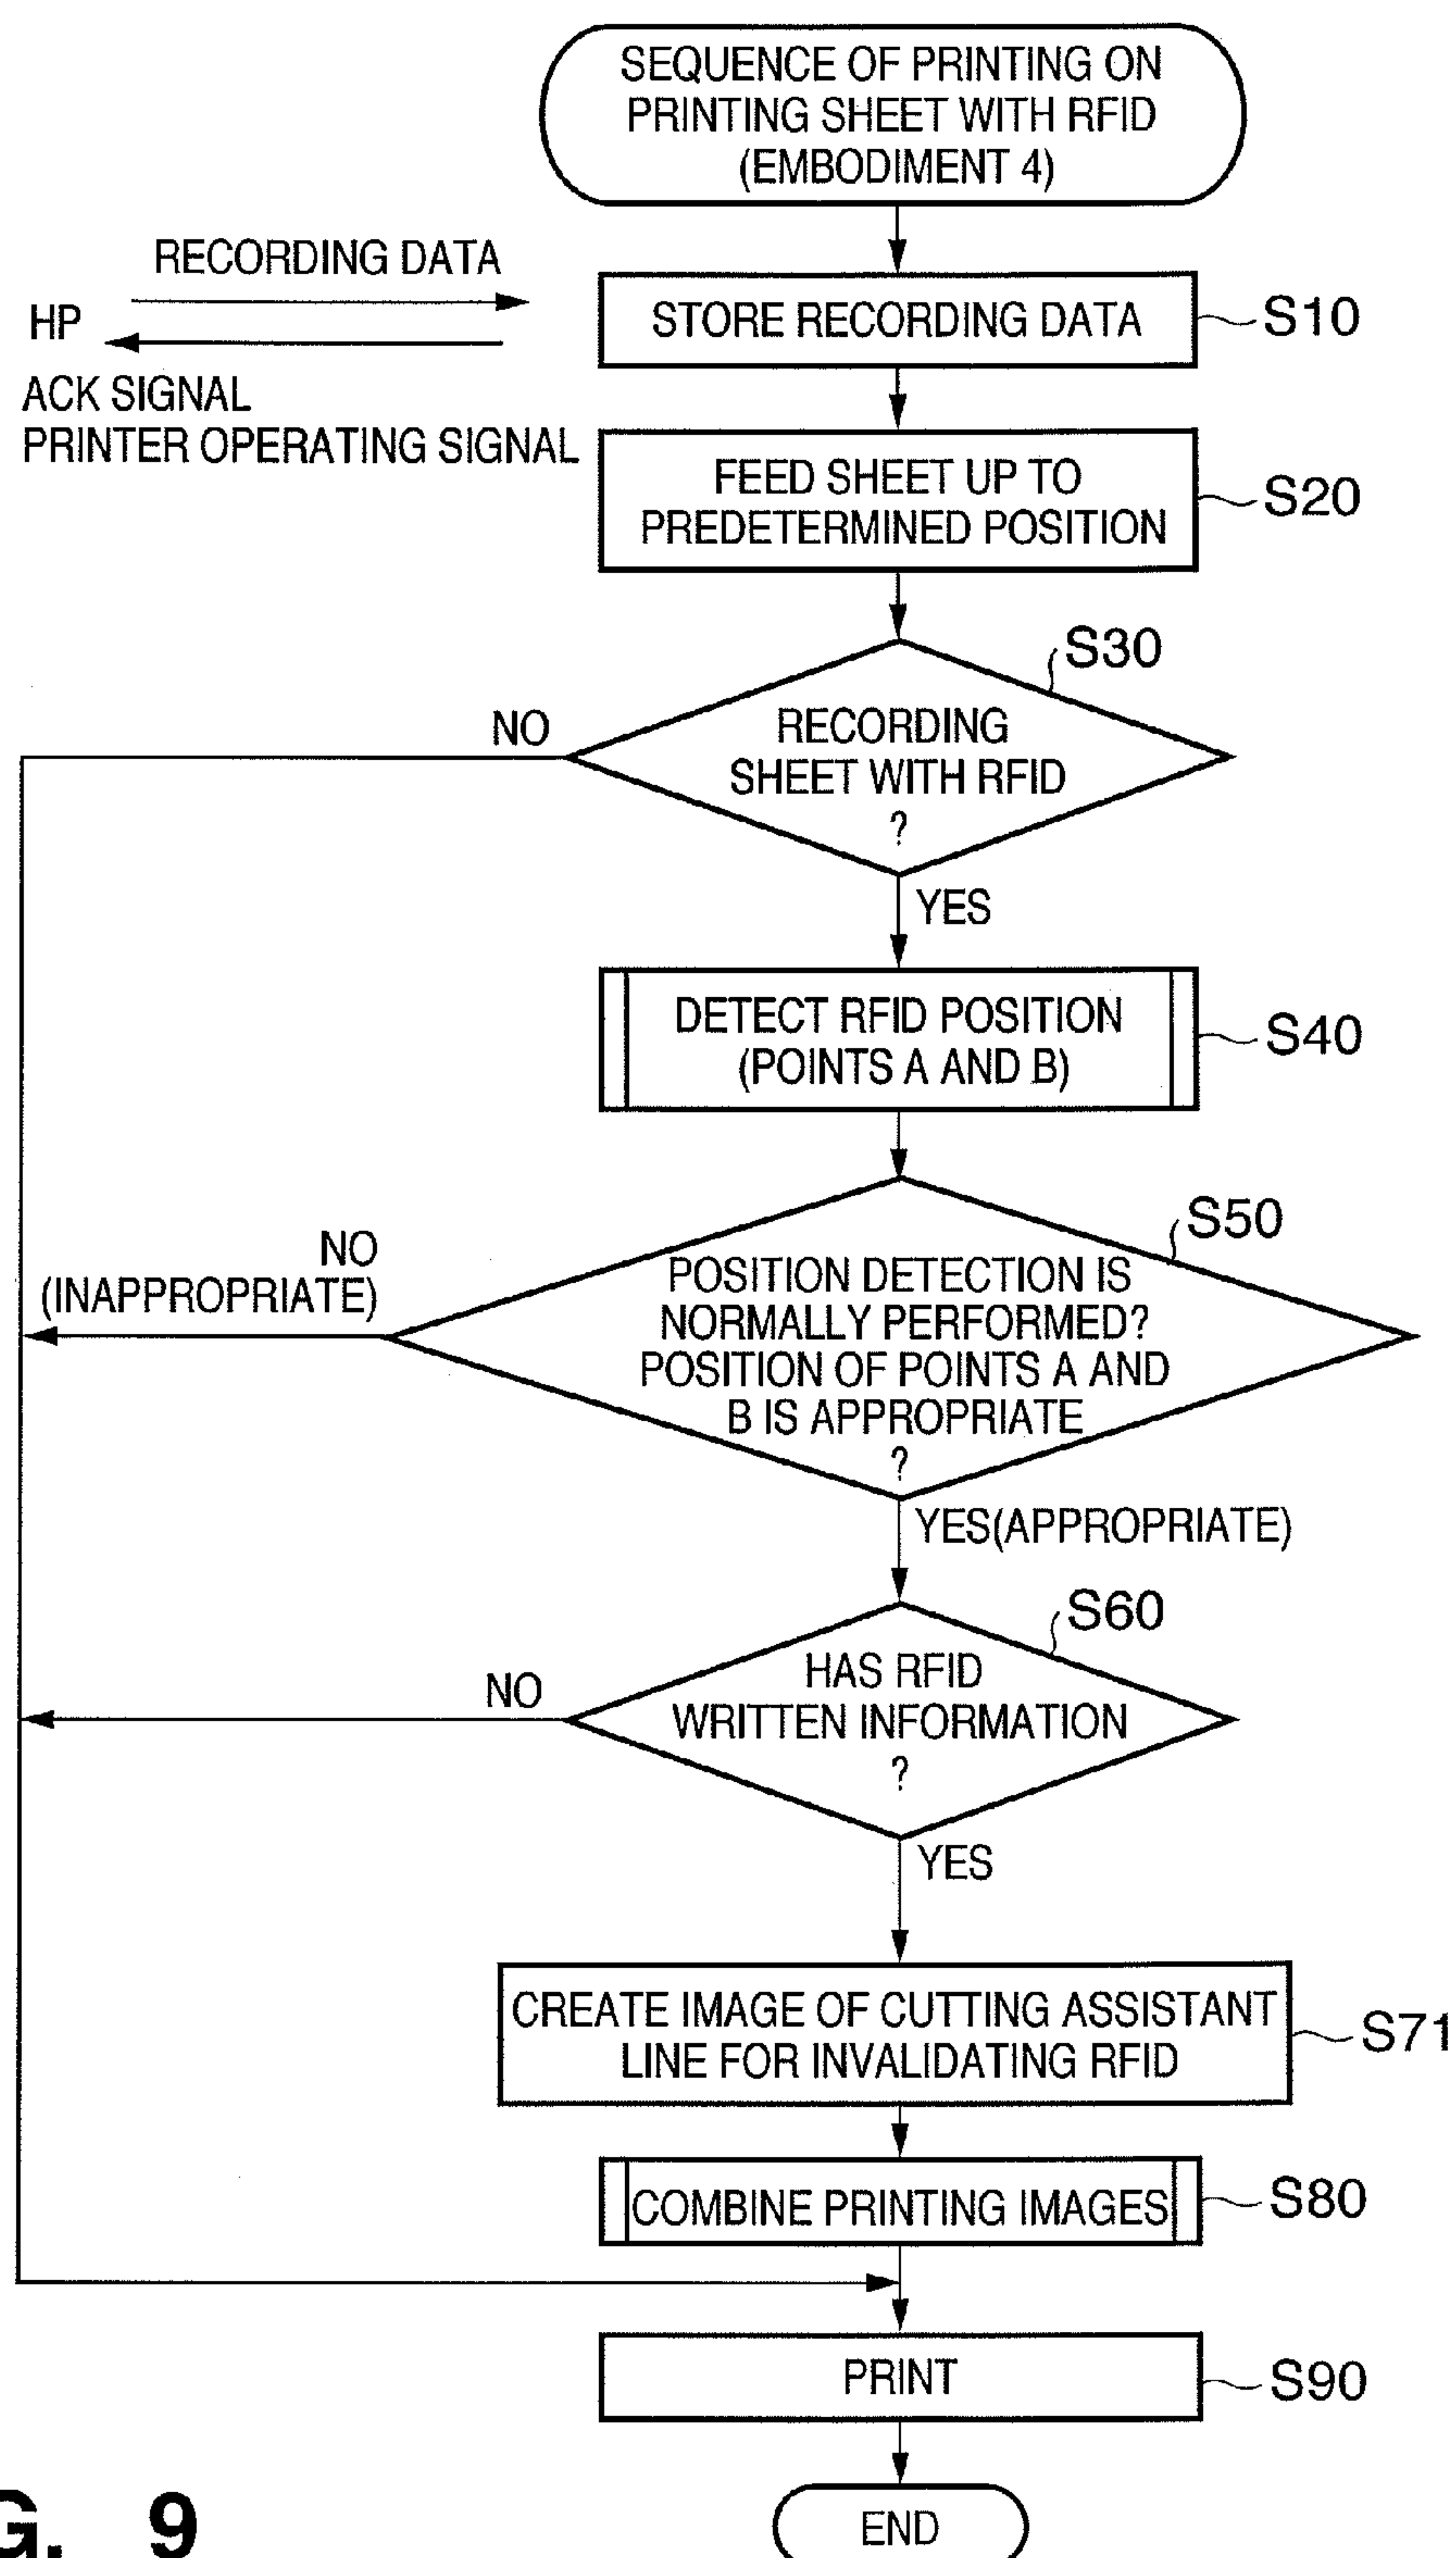 SEQUENCE OF PRINTING ON
PRINTING SHEET WITH RFID
(EMBODIMENT 4)
RECORDING DATA
HP
ACK SIGNAL
PRINTER OPERATING SIGNAL
STORE RECORDING DATA
S10
FEED SHEET UP TO
PREDETERMINED POSITION
S20
S30
NO
RECORDING
SHEET WITH RFID
?
YES
DETECT RFID POSITION
(POINTS A AND B)
S40
S50
NO
(INAPPROPRIATE)
POSITION DETECTION IS
NORMALLY PERFORMED?
POSITION OF POINTS A AND
B IS APPROPRIATE
?
YES(APPROPRIATE)
S60
NO
HAS RFID
WRITTEN INFORMATION
?
YES
CREATE IMAGE OF CUTTING ASSISTANT
LINE FOR INVALIDATING RFID
S71
COMBINE PRINTING IMAGES
S80
PRINT
S90
END
G. 9